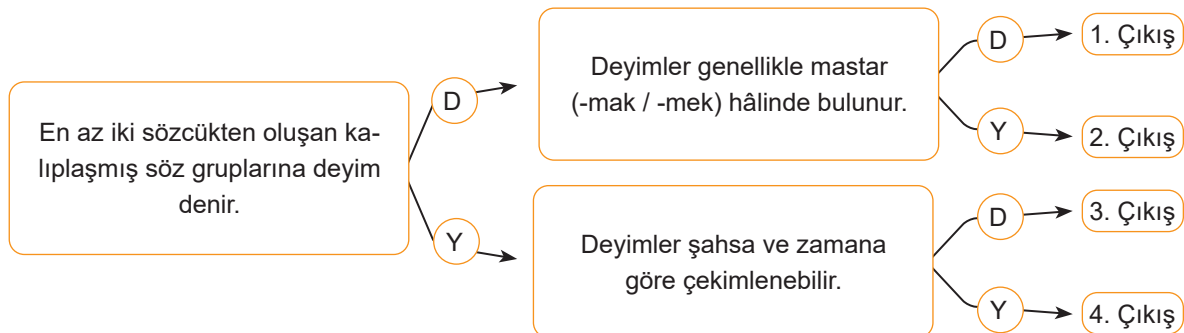 En az iki sözcükten oluşan ka-
lıplaşmış söz gruplarına deyim
denir.
D
Deyimler genellikle mastar
(-mak / -mek) hâlinde bulunur.
D
1. Çıkış
Y
2. Çıkış
Y
Deyimler şahsa ve zamana
göre çekimlenebilir.
D
3. Çıkış
Y
4. Çıkış